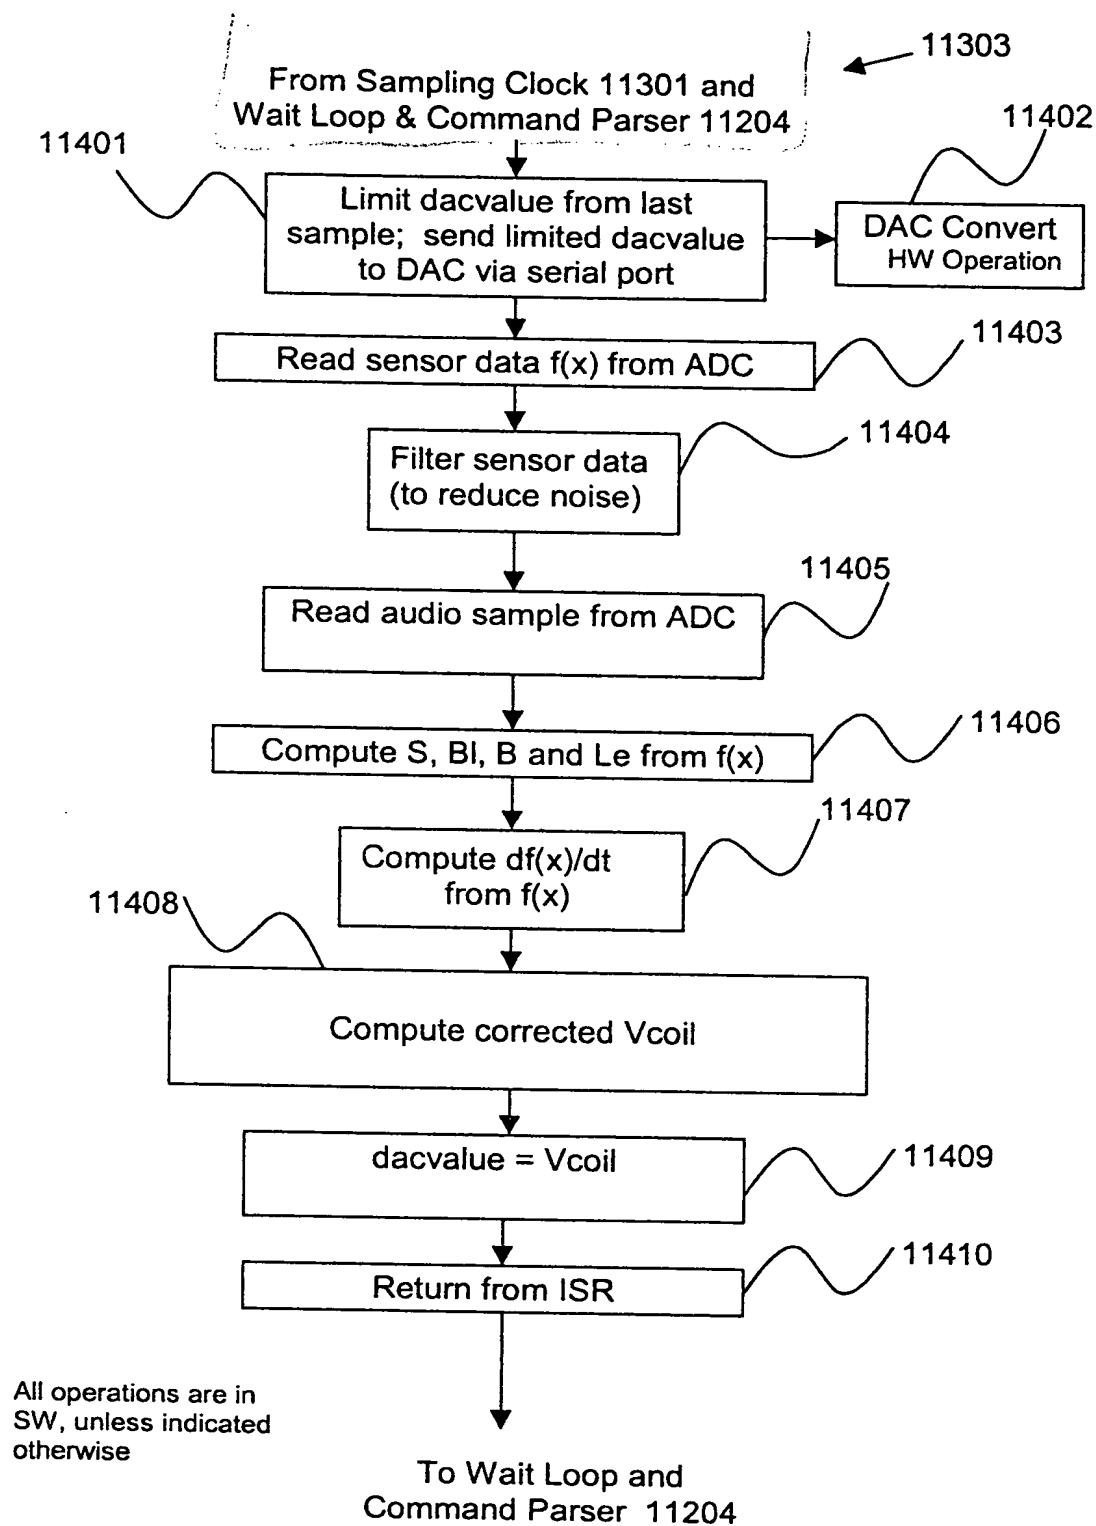 11303
From Sampling Clock 11301 and
Wait Loop & Command Parser 11204
11401
11402
Limit dacvalue from last
sample; send limited dacvalue
to DAC via serial port
DAC Convert
HW Operation
11403
Read sensor data f(x) from ADC
11404
Filter sensor data
(to reduce noise)
11405
Read audio sample from ADC
11406
Compute S, Bl, B and Le from f(x)
11407
Compute df(x)/dt
from f(x)
11408
Compute corrected Vcoil
dacvalue = Vcoil
11409
11410
Return from ISR
All operations are in
SW, unless indicated
otherwise
To Wait Loop and
Command Parser 11204